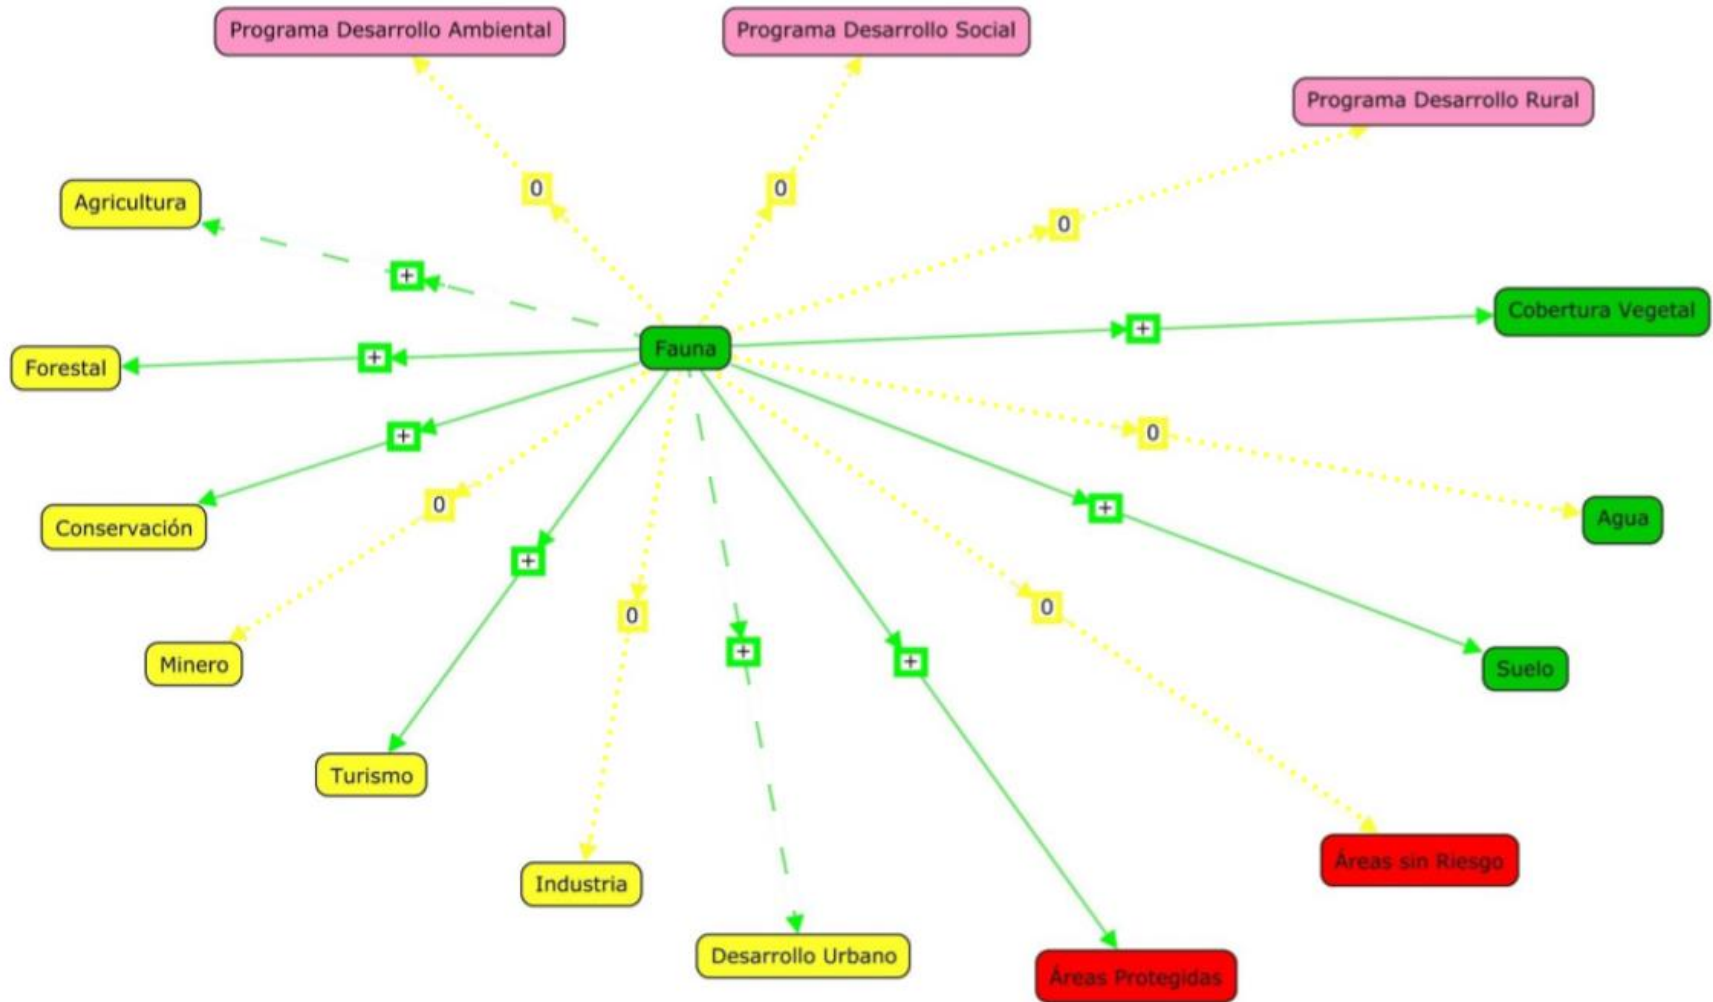 Programa Desarrollo Ambiental
Programa Desarrollo Social
Programa Desarrollo Rural
0
0
Agricultura
0
+
Cobertura Vegetal
+
Fauna
+
Forestal
0
+
Conservación
0
+
Agua
+
0
0
+
+
Minero
Suelo
Turismo
Áreas sin Riesgo
Industria
Desarrollo Urbano
Áreas Protegidas